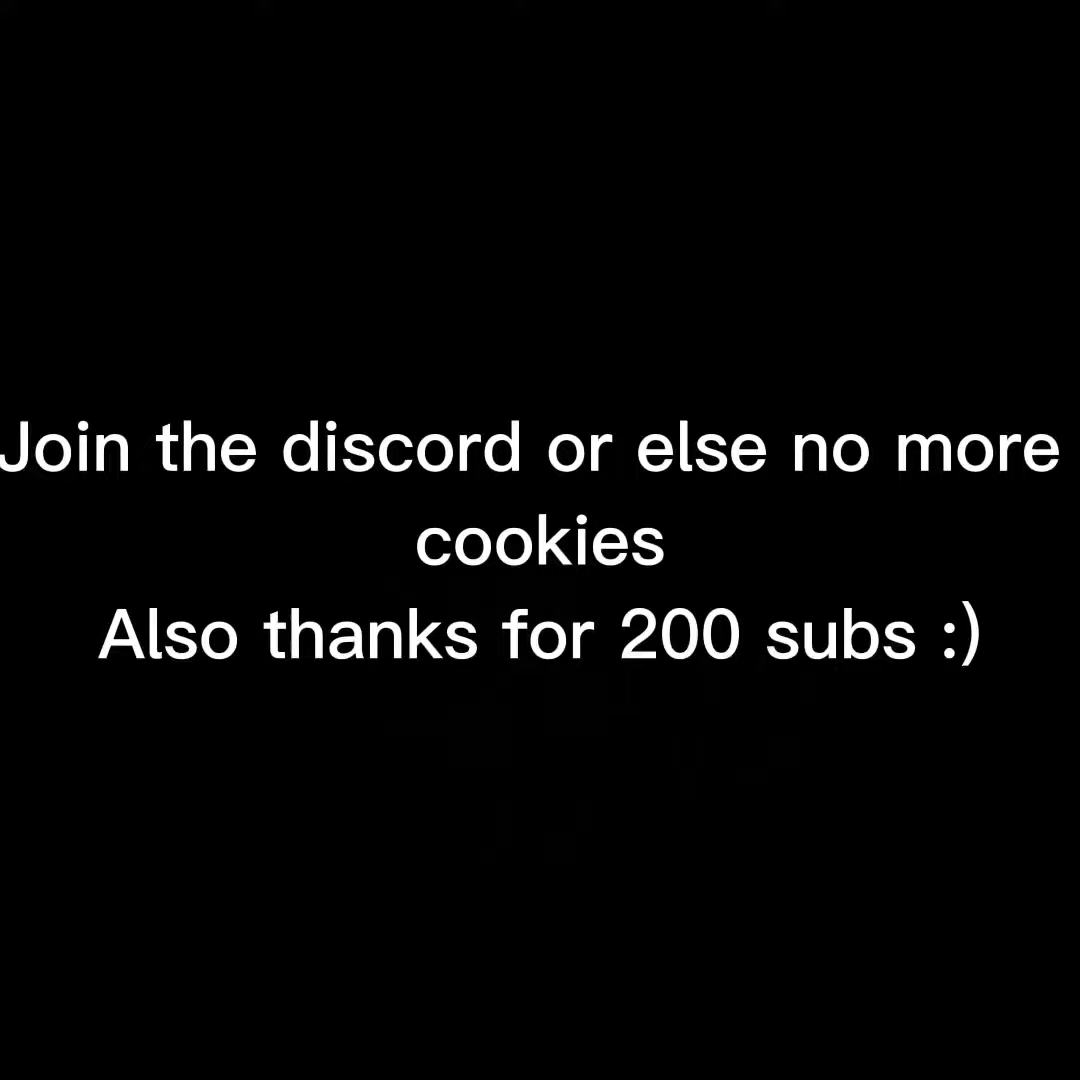 Join the discord or else no more
cookies
Also thanks for 200 subs :)